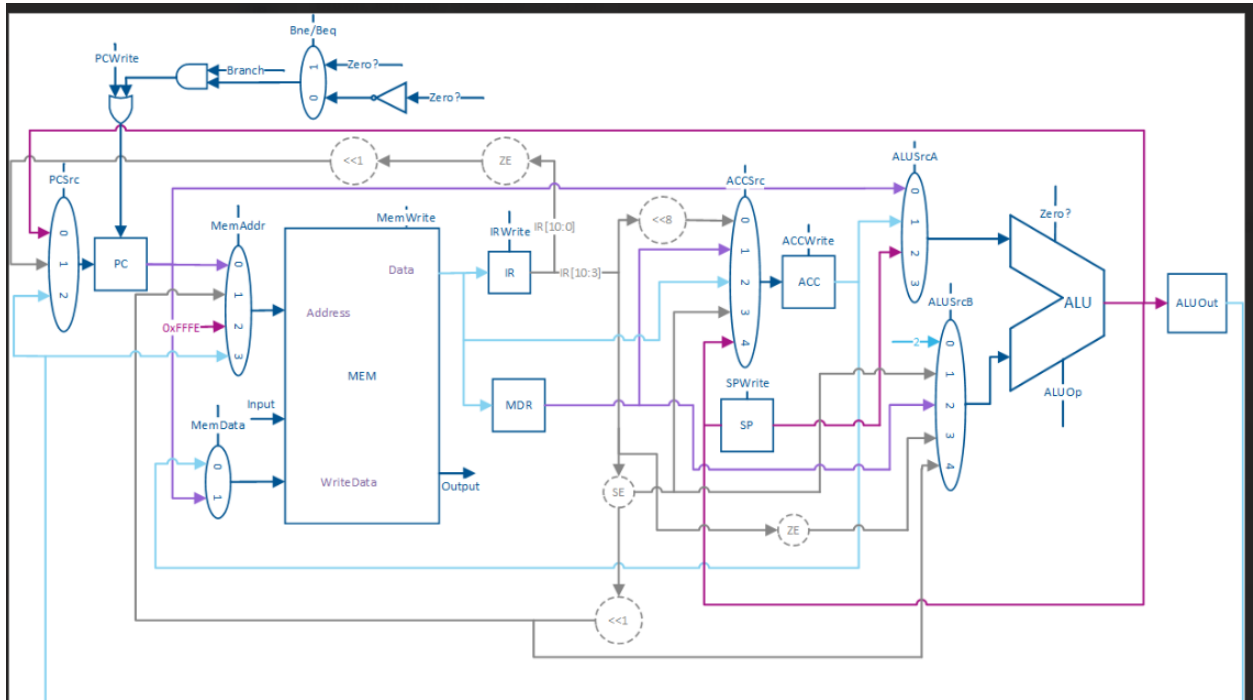 Bne/Beq
PCWrite
1
Zero?
Branch
0
Zero?
<<1
ZE
ALUSrcA
PCSrc
ACCSrc
0
MemAddr
MemWrite
IRWrite
IR[10:0]
<<8
0
1
Zero?
0
ACCWrite
2
1
PC
0
Data
IR
IR[10:3]
1
2
ACC
3
ALUSrcB
ALU
ALUOut
2
1
Address
3
0xFFFE
2
4
2
0
3
MEM
SPWrite
1
ALUOp
Input
MDR
SP
2
MemData
3
0
4
1
WriteData
Output
SE
ZE
<<1